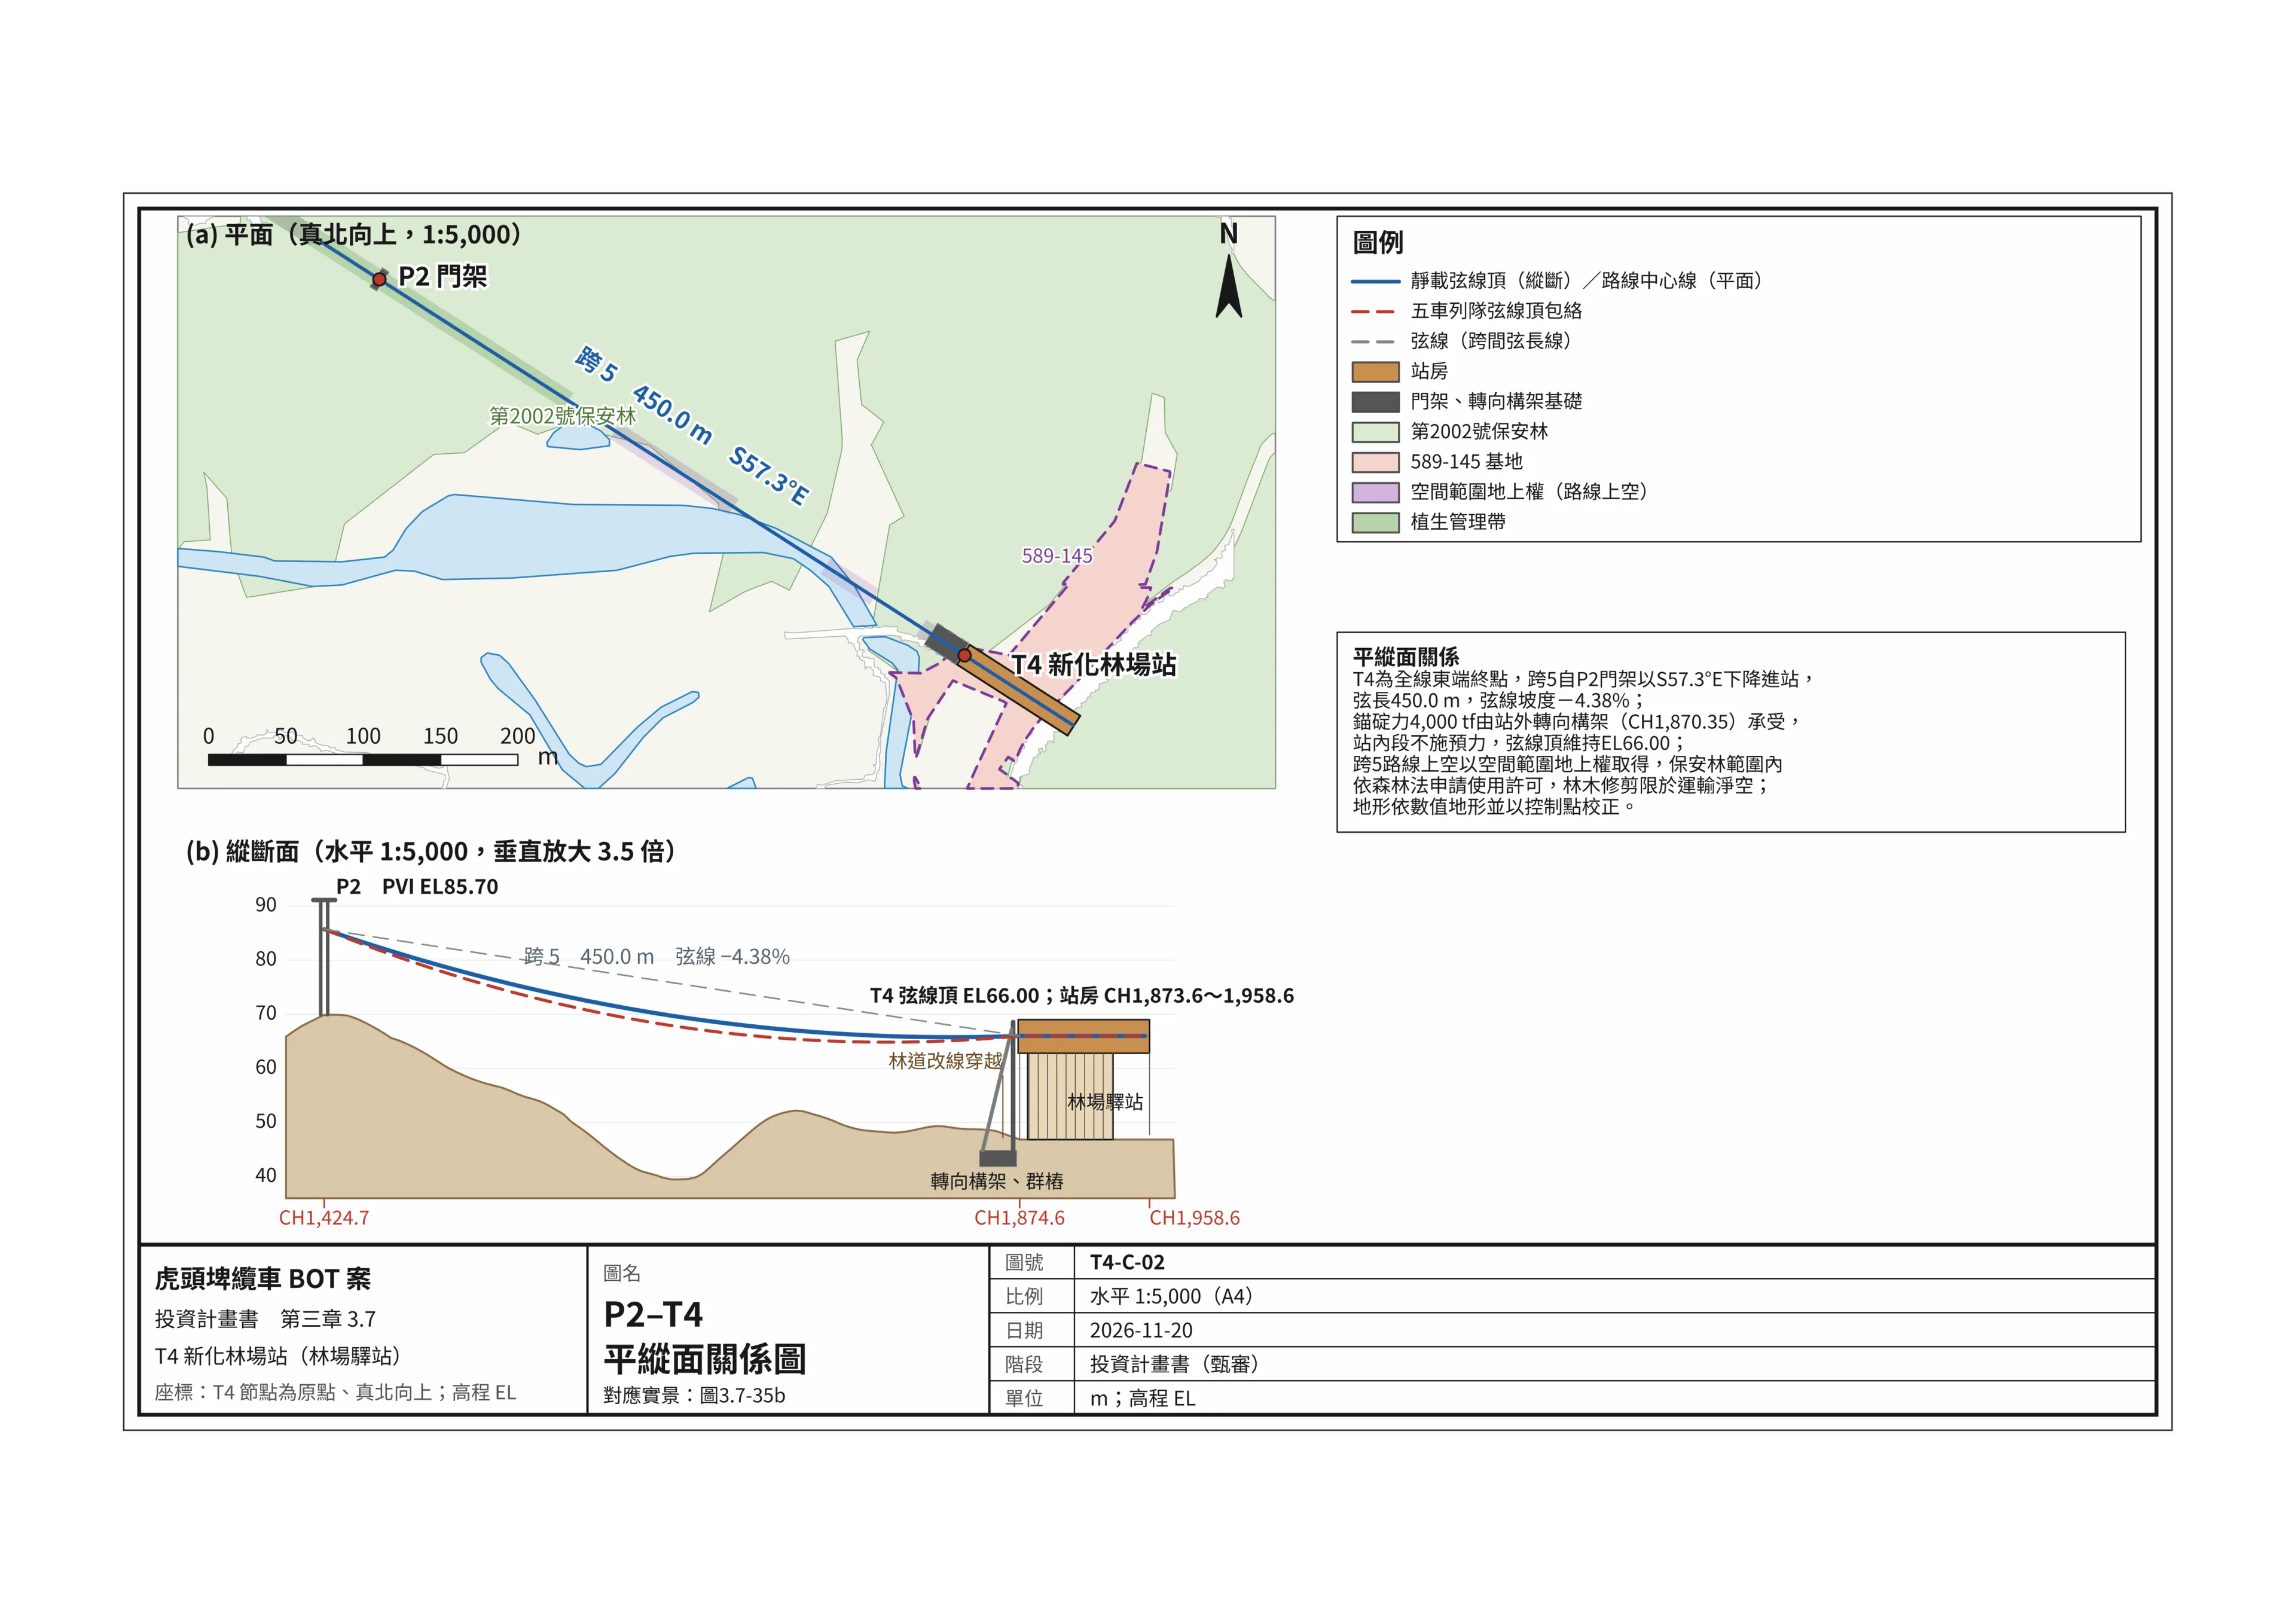 (a) 平面（真北向上，1:5,000）
N
P2 門架
跨 5　450.0 m　S57.3°E
第2002號保安林
589-145
T4 新化林場站
0 50 100 150 200
m
圖例
靜載弦線頂（縱斷）／路線中心線（平面）
五車列隊弦線頂包絡
弦線（跨間弦長線）
站房
門架、轉向構架基礎
第2002號保安林
589-145 基地
空間範圍地上權（路線上空）
植生管理帶
平縱面關係
T4為全線東端終點，跨5自P2門架以S57.3°E下降進站，
弦長450.0 m，弦線坡度－4.38%；
錨碇力4,000 tf由站外轉向構架（CH1,870.35）承受，
站內段不施預力，弦線頂維持EL66.00；
跨5路線上空以空間範圍地上權取得，保安林範圍內
依森林法申請使用許可，林木修剪限於運輸淨空；
地形依數值地形並以控制點校正。
(b) 縱斷面（水平 1:5,000，垂直放大 3.5 倍）
P2　PVI EL85.70
90
80
70
60
50
40
跨 5　450.0 m　弦線 −4.38%
T4 弦線頂 EL66.00；站房 CH1,873.6～1,958.6
林道改線穿越
林場驛站
轉向構架、群樁
CH1,424.7
CH1,874.6
CH1,958.6
虎頭埤纜車 BOT 案
投資計畫書　第三章 3.7
T4 新化林場站（林場驛站）
座標：T4 節點為原點、真北向上；高程 EL
圖名
P2–T4
平縱面關係圖
對應實景：圖3.7-35b
圖號 T4-C-02
比例 水平 1:5,000（A4）
日期 2026-11-20
階段 投資計畫書（甄審）
單位 m；高程 EL